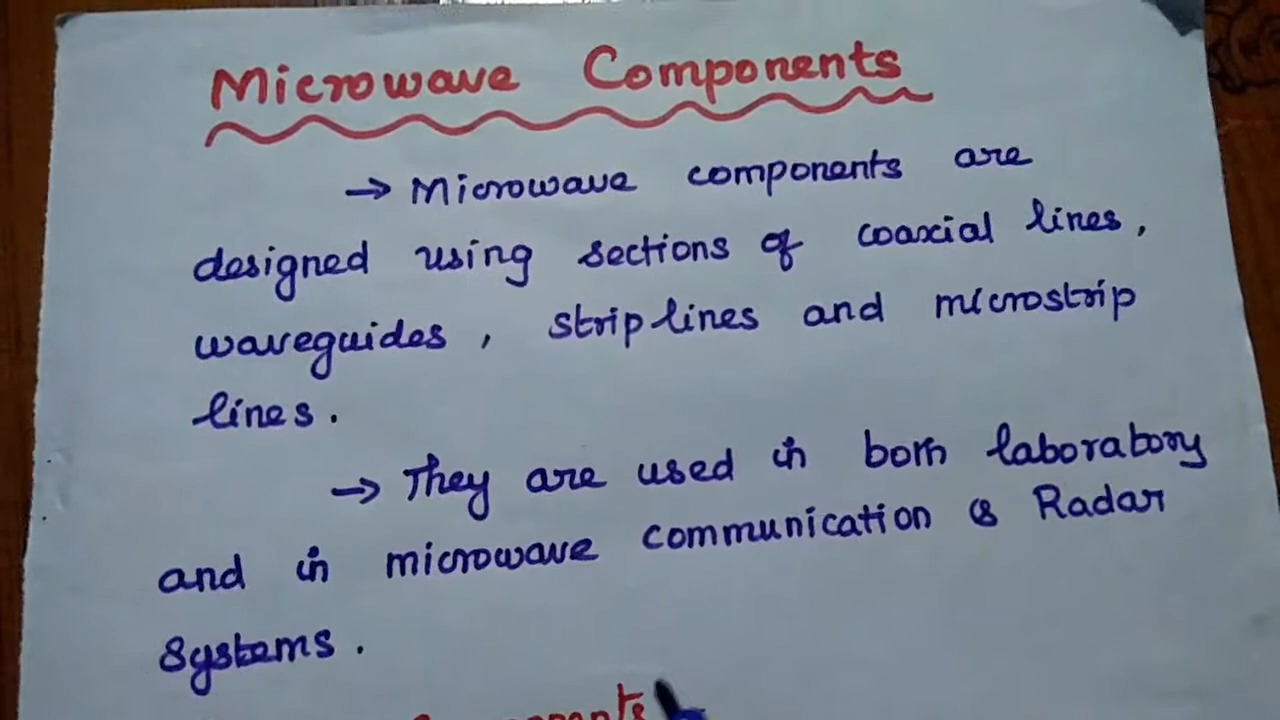 Microwave Components
→ Microwave components are
designed using sections of coaxial lines,
waveguides, strip lines and microstrip
lines.
→ They are used in both laboratory
and in microwave communication & Radar
Systems.